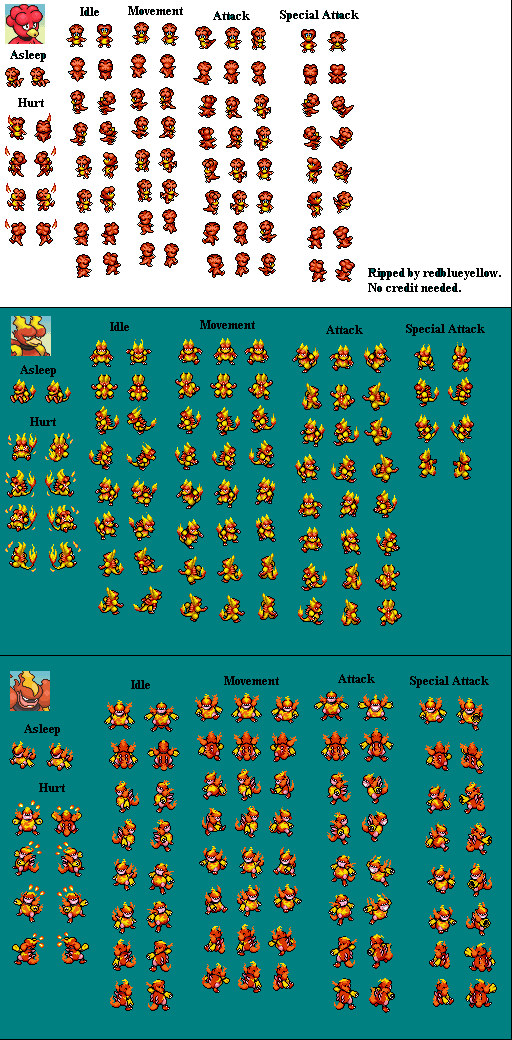 Idle
Movement
Attack
Special Attack
Asleep
Hurt
Ripped by redblueyellow.
No credit needed.
Idle
Movement
Attack
Special Attack
Asleep
Hurt
Idle
Movement
Attack
Special Attack
Asleep
Hurt